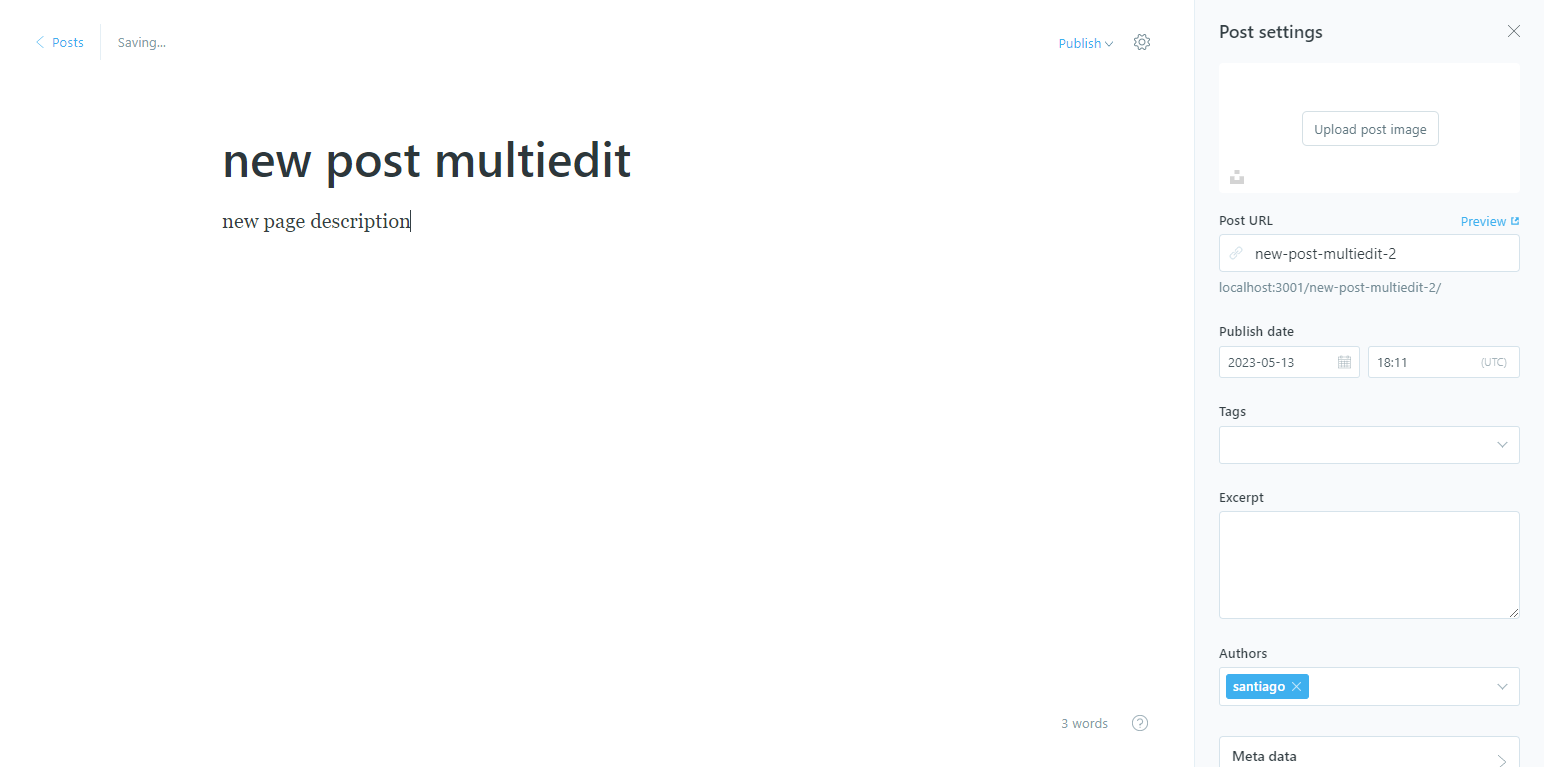 Posts
Saving...
Publish
new post multiedit
new page description
3 words
?
Post settings
Upload post image
Post URL
Preview
new-post-multiedit-2
localhost:3001/new-post-multiedit-2/
Publish date
2023-05-13
18:11
(UTC)
Tags
Excerpt
Authors
santiago
Meta data